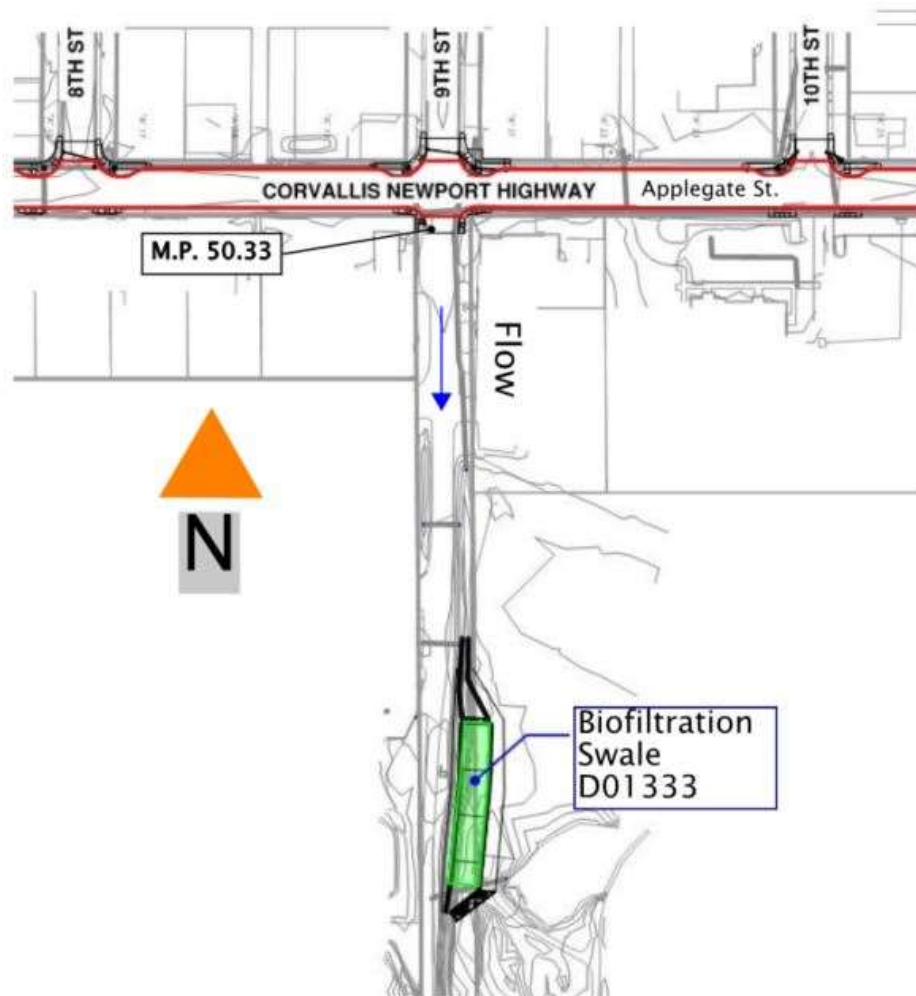 8TH ST
9TH ST
10TH ST
CORVALLIS NEWPORT HIGHWAY
Applegate St.
M.P. 50.33
Flow
N
Biofiltration
Swale
D01333